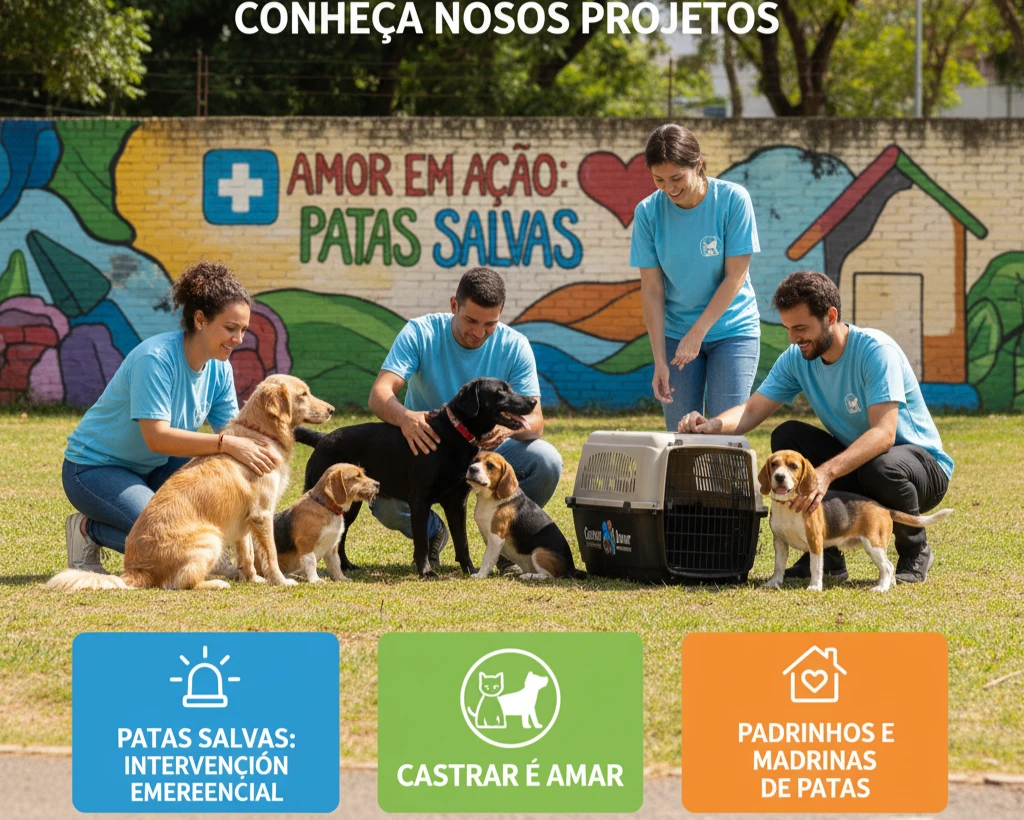 CONHEÇA NOSOS PROJETOS
AMOR EM AÇÃO:
PATAS SALVAS
PATAS SALVAS:
INTERVENCIÓN
EMEREENCIAL
CASTRAR É AMAR
PADRINHOS E
MADRINAS
DE PATAS